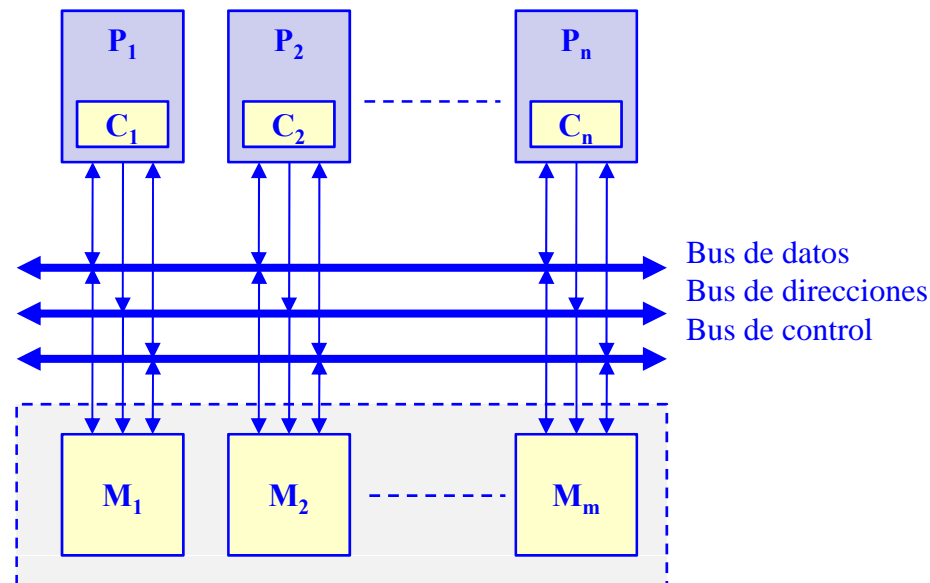 P₁ P₂ Pₙ
C₁ C₂ Cₙ
Bus de datos
Bus de direcciones
Bus de control
M₁ M₂ Mₘ